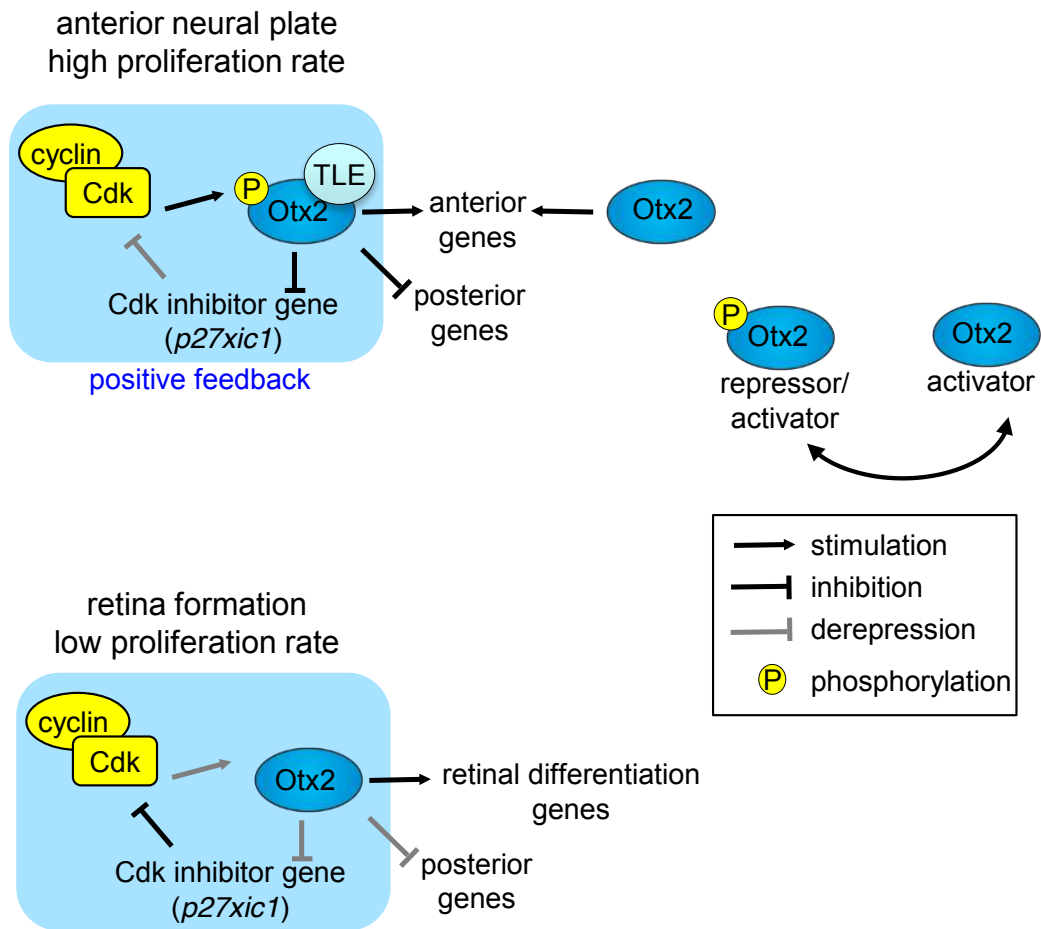 anterior neural plate
high proliferation rate
cyclin
Cdk
P
TLE
Otx2
anterior
genes
Otx2
Cdk inhibitor gene
(p27xic1)
posterior
genes
positive feedback
P
Otx2
repressor/
activator
Otx2
activator
stimulation
inhibition
derepression
P phosphorylation
retina formation
low proliferation rate
cyclin
Cdk
Otx2
retinal differentiation
genes
Cdk inhibitor gene
(p27xic1)
posterior
genes